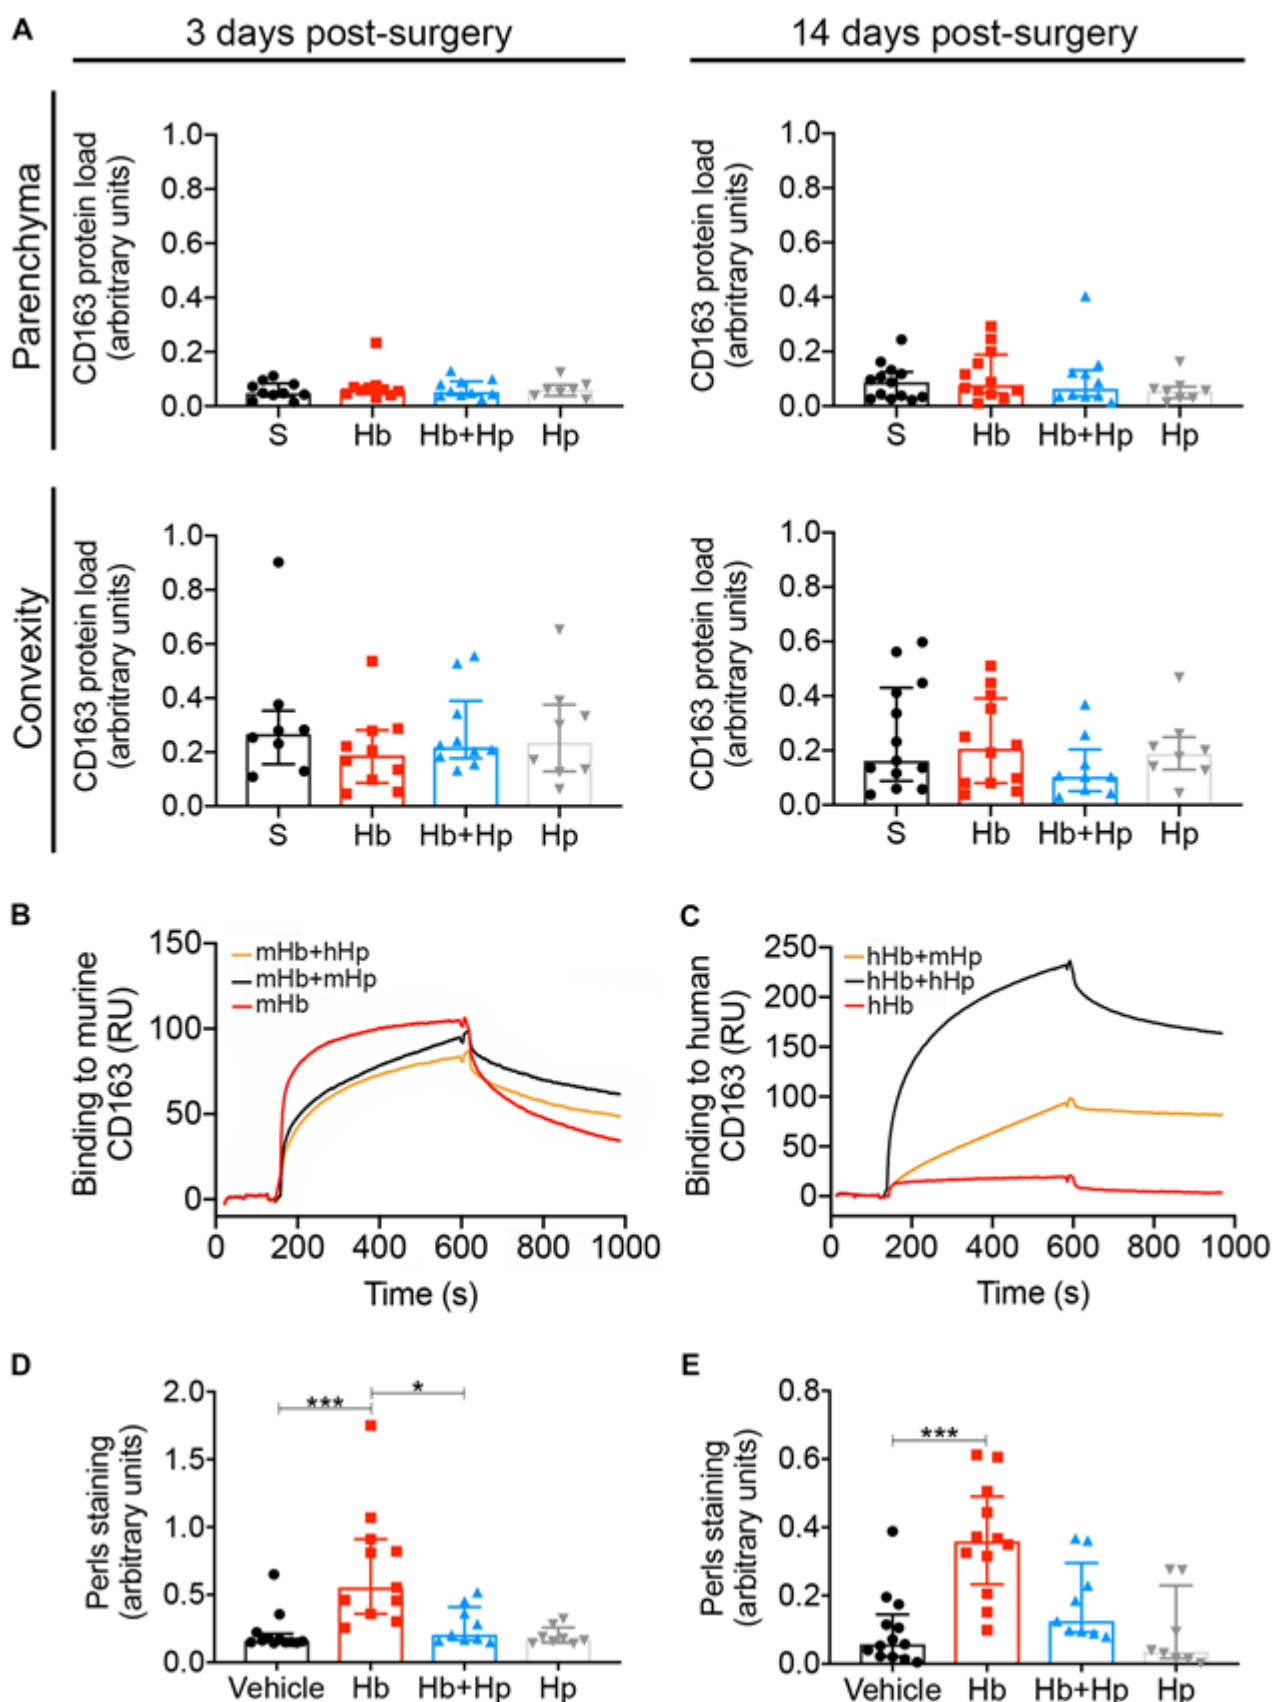 A
3 days post-surgery
14 days post-surgery
Parenchyma
CD163 protein load
(arbritrary units)
1.0
0.8
0.6
0.4
0.2
0.0
S Hb Hb+Hp Hp
CD163 protein load
(arbritrary units)
1.0
0.8
0.6
0.4
0.2
0.0
S Hb Hb+Hp Hp
Convexity
CD163 protein load
(arbitrary units)
1.0
0.8
0.6
0.4
0.2
0.0
S Hb Hb+Hp Hp
CD163 protein load
(arbitrary units)
1.0
0.8
0.6
0.4
0.2
0.0
S Hb Hb+Hp Hp
B
Binding to murine
CD163 (RU)
150
100
50
0
mHb+hHp
mHb+mHp
mHb
0 200 400 600 800 1000
Time (s)
C
Binding to human
CD163 (RU)
250
200
150
100
50
0
hHb+mHp
hHb+hHp
hHb
0 200 400 600 800 1000
Time (s)
D
Perls staining
(arbitrary units)
2.0
1.5
1.0
0.5
0.0
***
*
Vehicle Hb Hb+Hp Hp
E
Perls staining
(arbitrary units)
0.8
0.6
0.4
0.2
0.0
***
Vehicle Hb Hb+Hp Hp